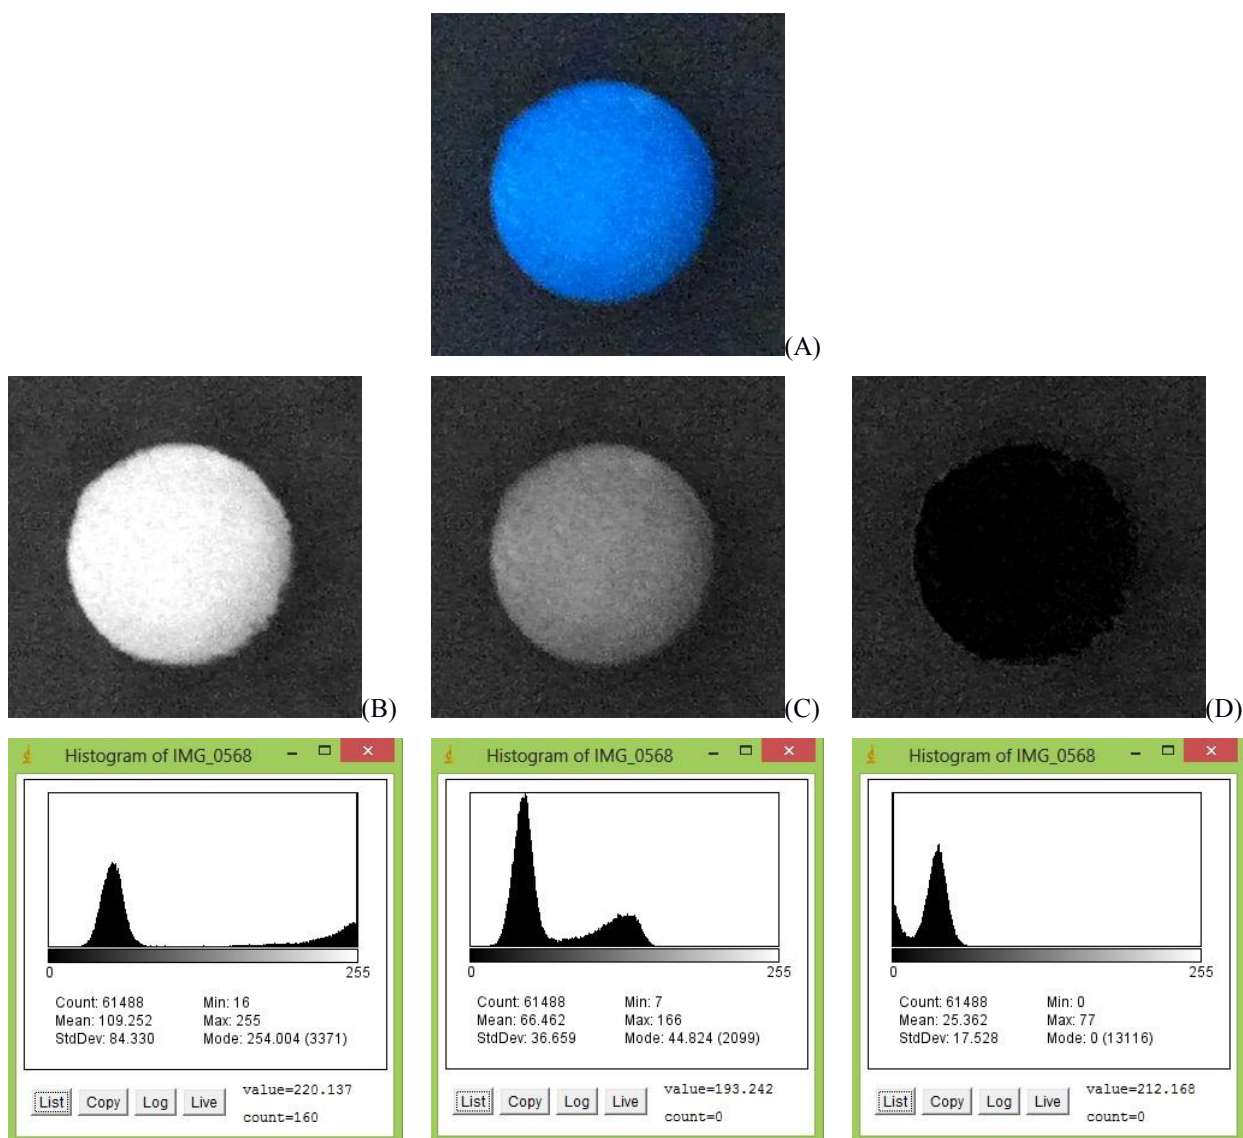 (A)
(B)
(C)
(D)
Histogram of IMG_0568
0
255
Count: 61488
Min: 16
Mean: 109.252
Max: 255
StdDev: 84.330
Mode: 254.004 (3371)
List
Copy
Log
Live
value=220.137
count=160
Histogram of IMG_0568
0
255
Count: 61488
Min: 7
Mean: 66.462
Max: 166
StdDev: 36.659
Mode: 44.824 (2099)
List
Copy
Log
Live
value=193.242
count=0
Histogram of IMG_0568
0
255
Count: 61488
Min: 0
Mean: 25.362
Max: 77
StdDev: 17.528
Mode: 0 (13116)
List
Copy
Log
Live
value=212.168
count=0